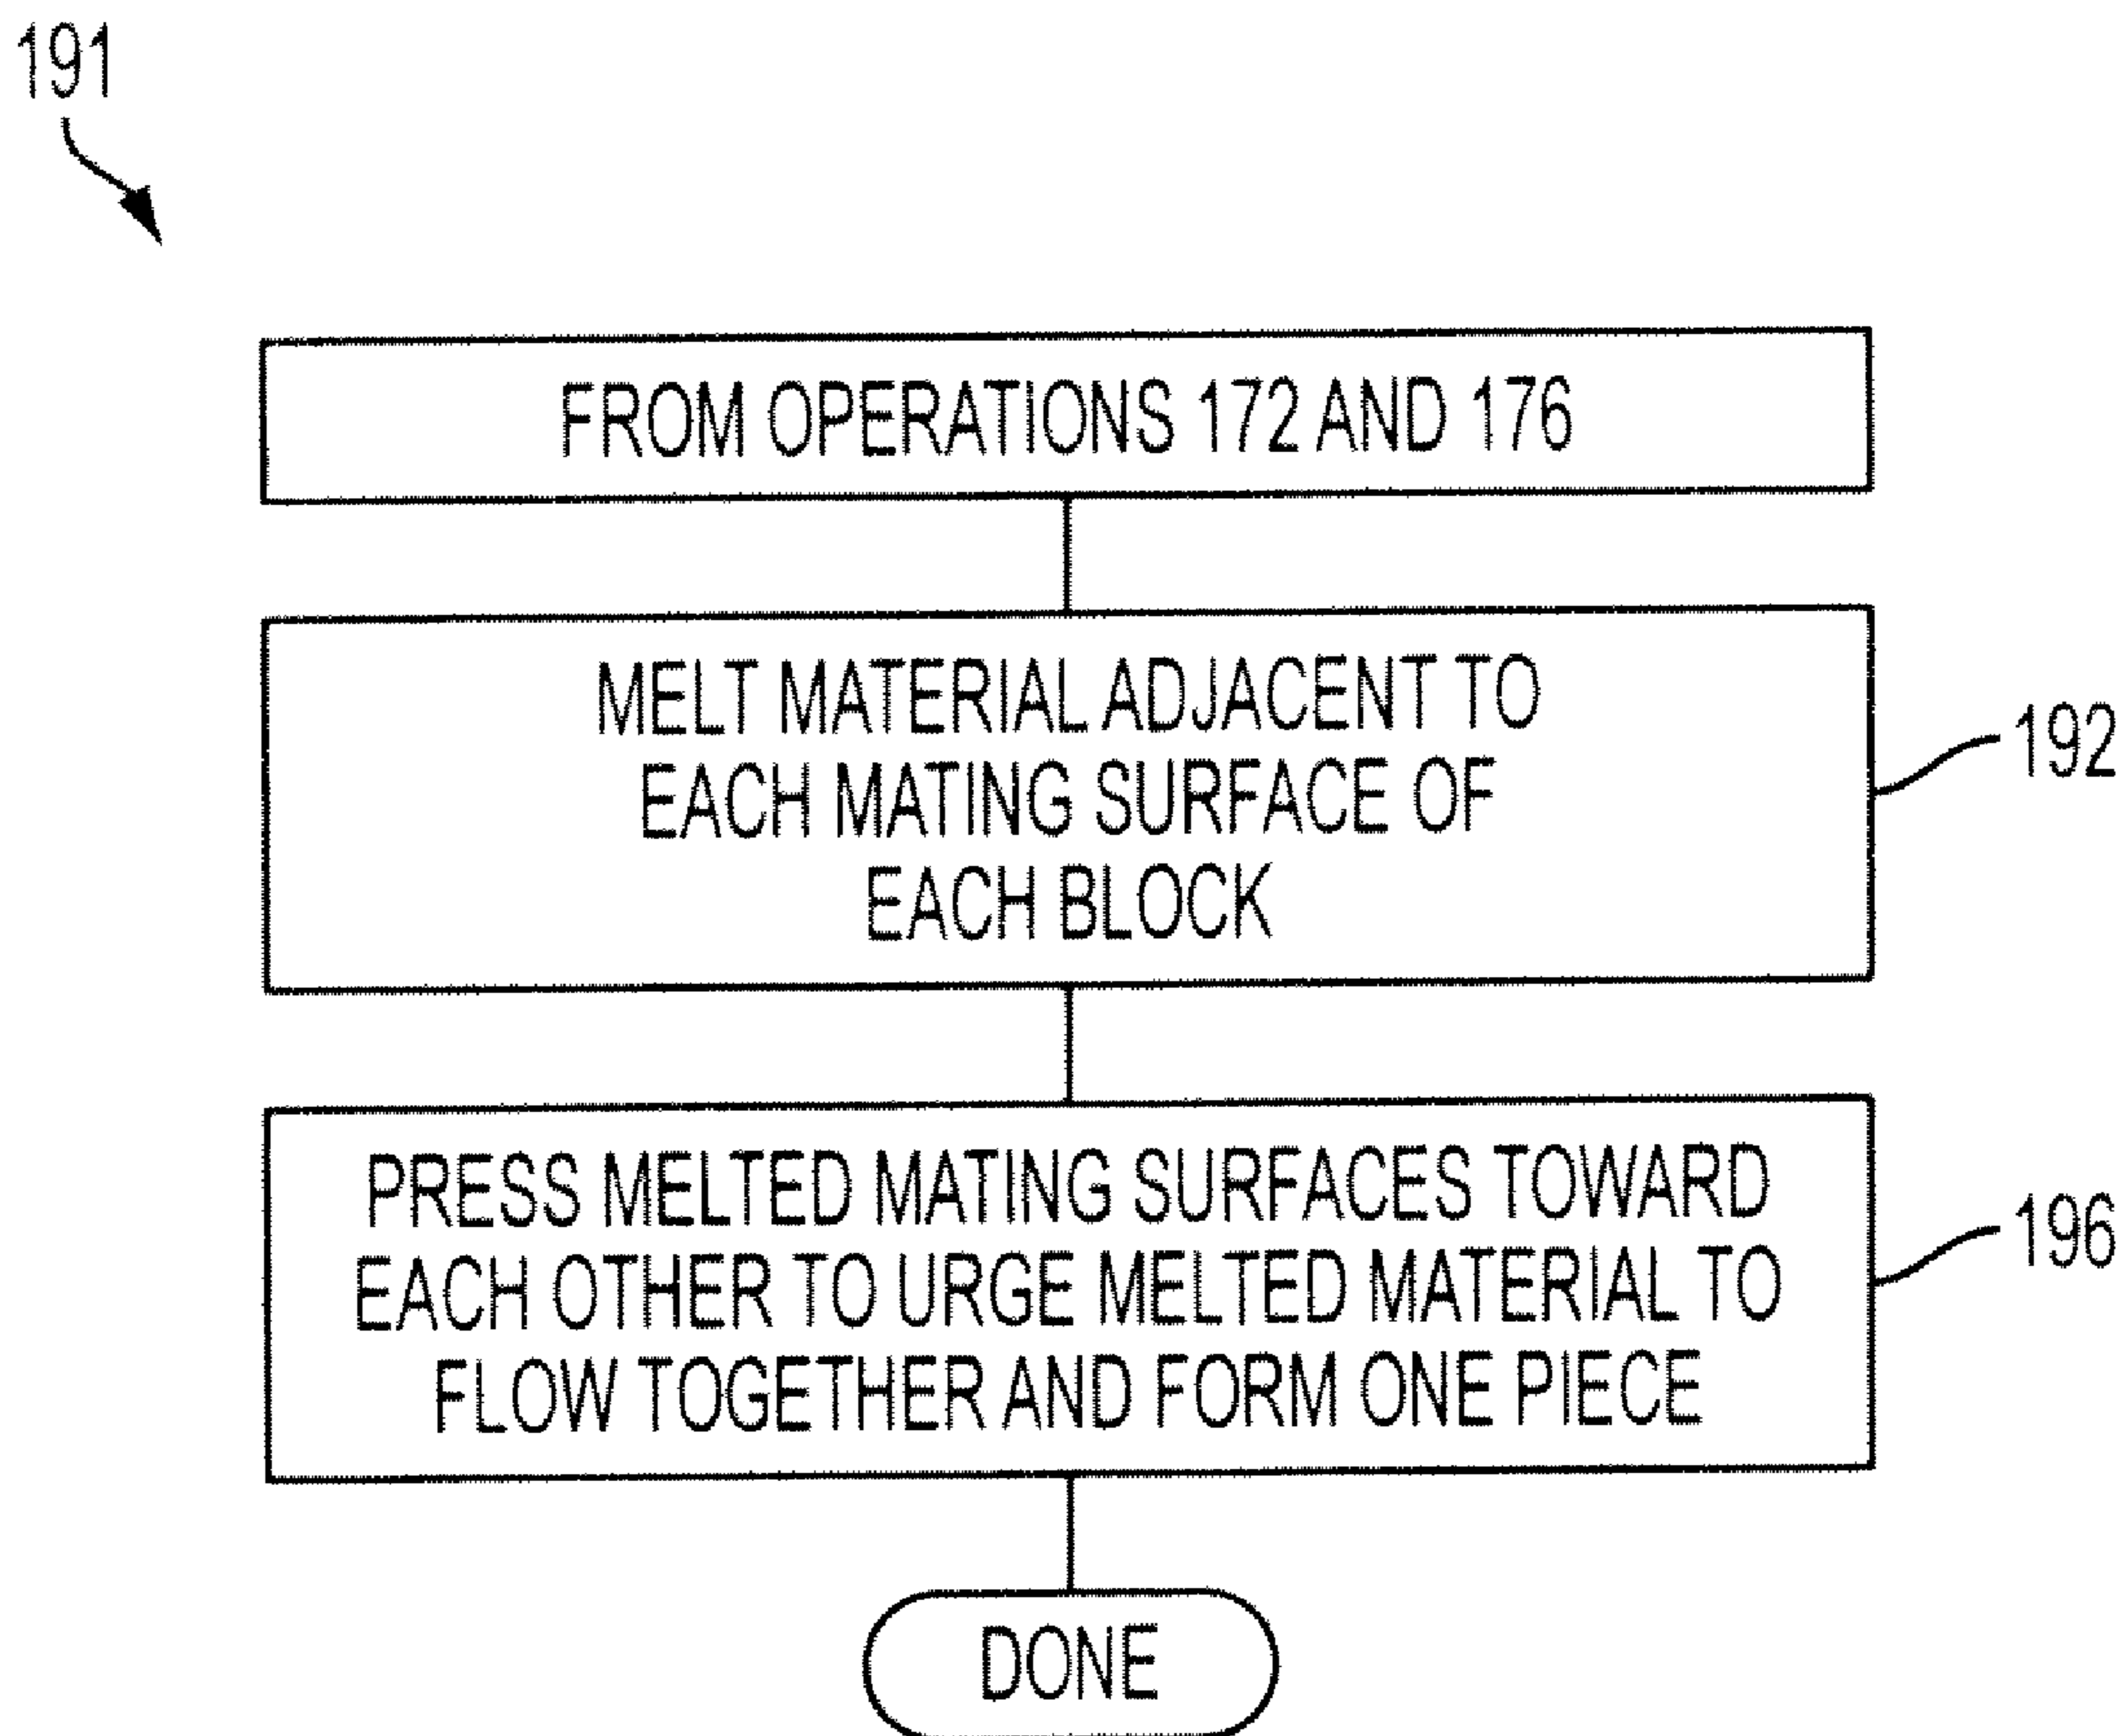 191
FROM OPERATIONS 172 AND 176
MELT MATERIAL ADJACENT TO
EACH MATING SURFACE OF
EACH BLOCK
192
PRESS MELTED MATING SURFACES TOWARD
EACH OTHER TO URGE MELTED MATERIAL TO
FLOW TOGETHER AND FORM ONE PIECE
196
DONE